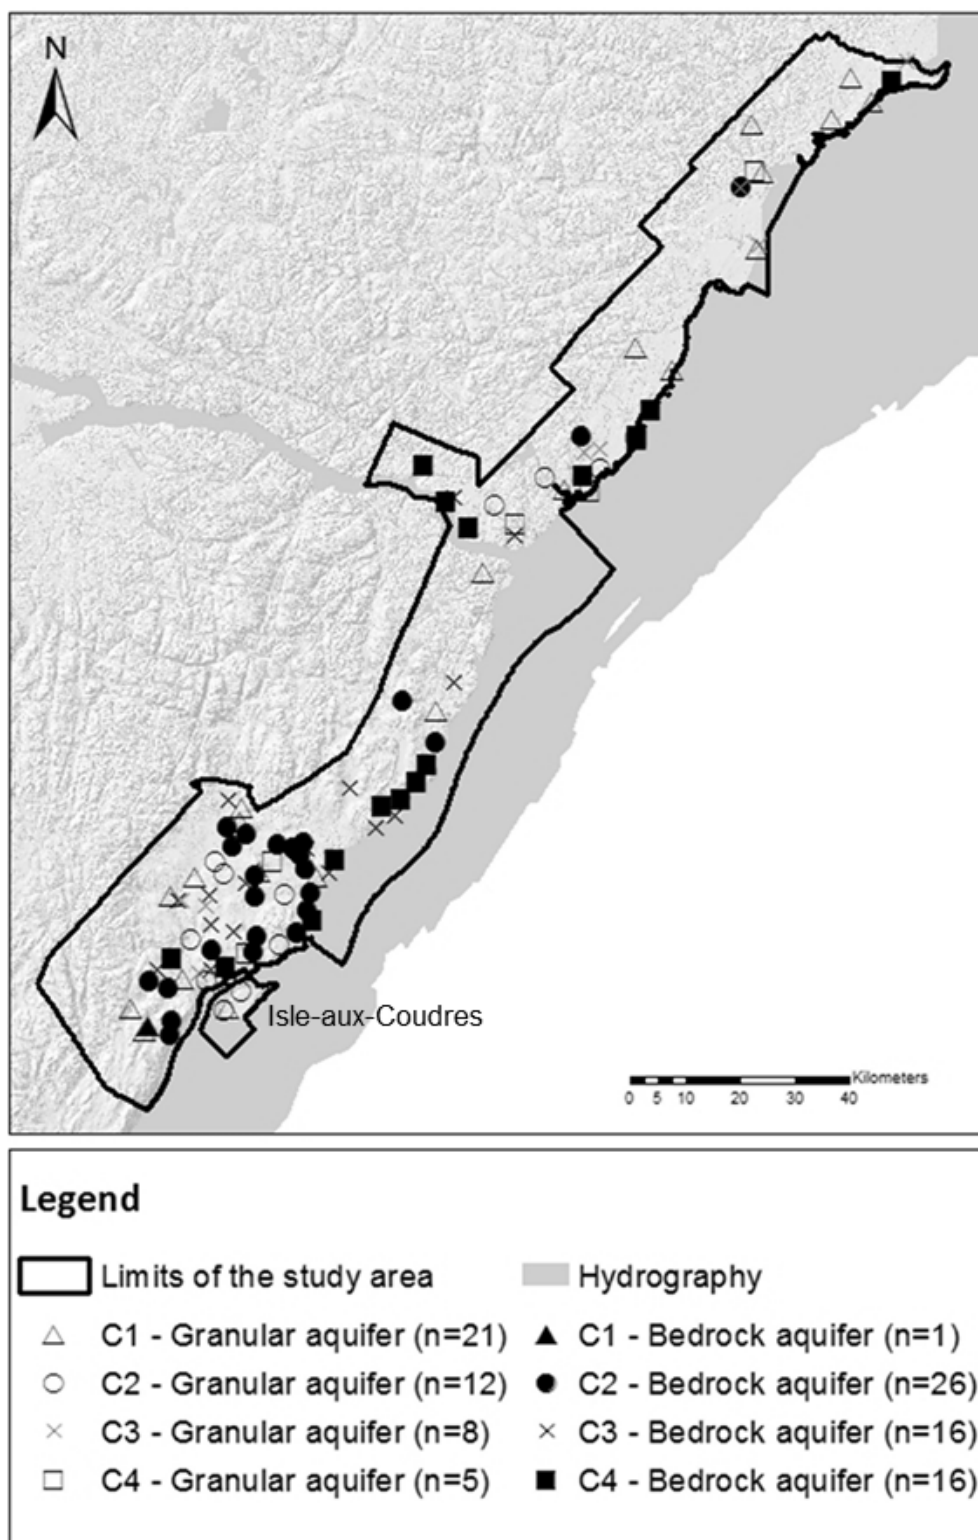 N
Isle-aux-Coudres
Kilometers
0 5 10 20 30 40
Legend
Limits of the study area
Hydrography
C1 - Granular aquifer (n=21)
C1 - Bedrock aquifer (n=1)
C2 - Granular aquifer (n=12)
C2 - Bedrock aquifer (n=26)
C3 - Granular aquifer (n=8)
C3 - Bedrock aquifer (n=16)
C4 - Granular aquifer (n=5)
C4 - Bedrock aquifer (n=16)